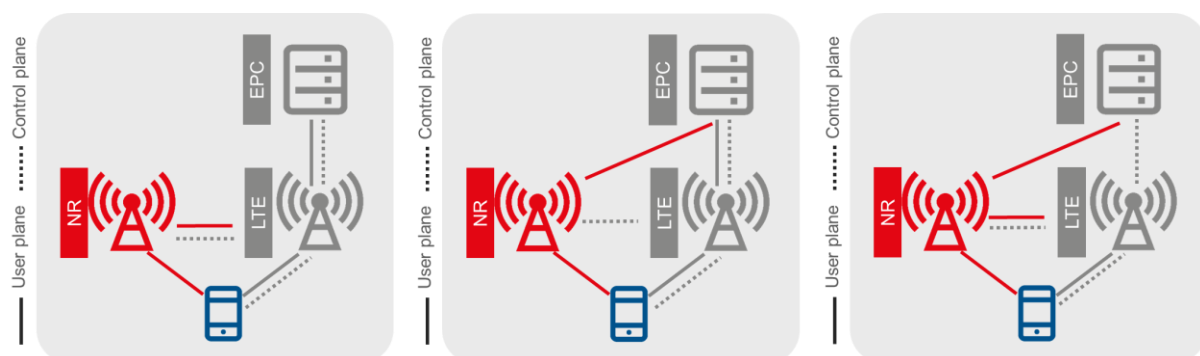 User plane Control plane
EPC
NR
LTE
User plane Control plane
EPC
NR
LTE
User plane Control plane
EPC
NR
LTE